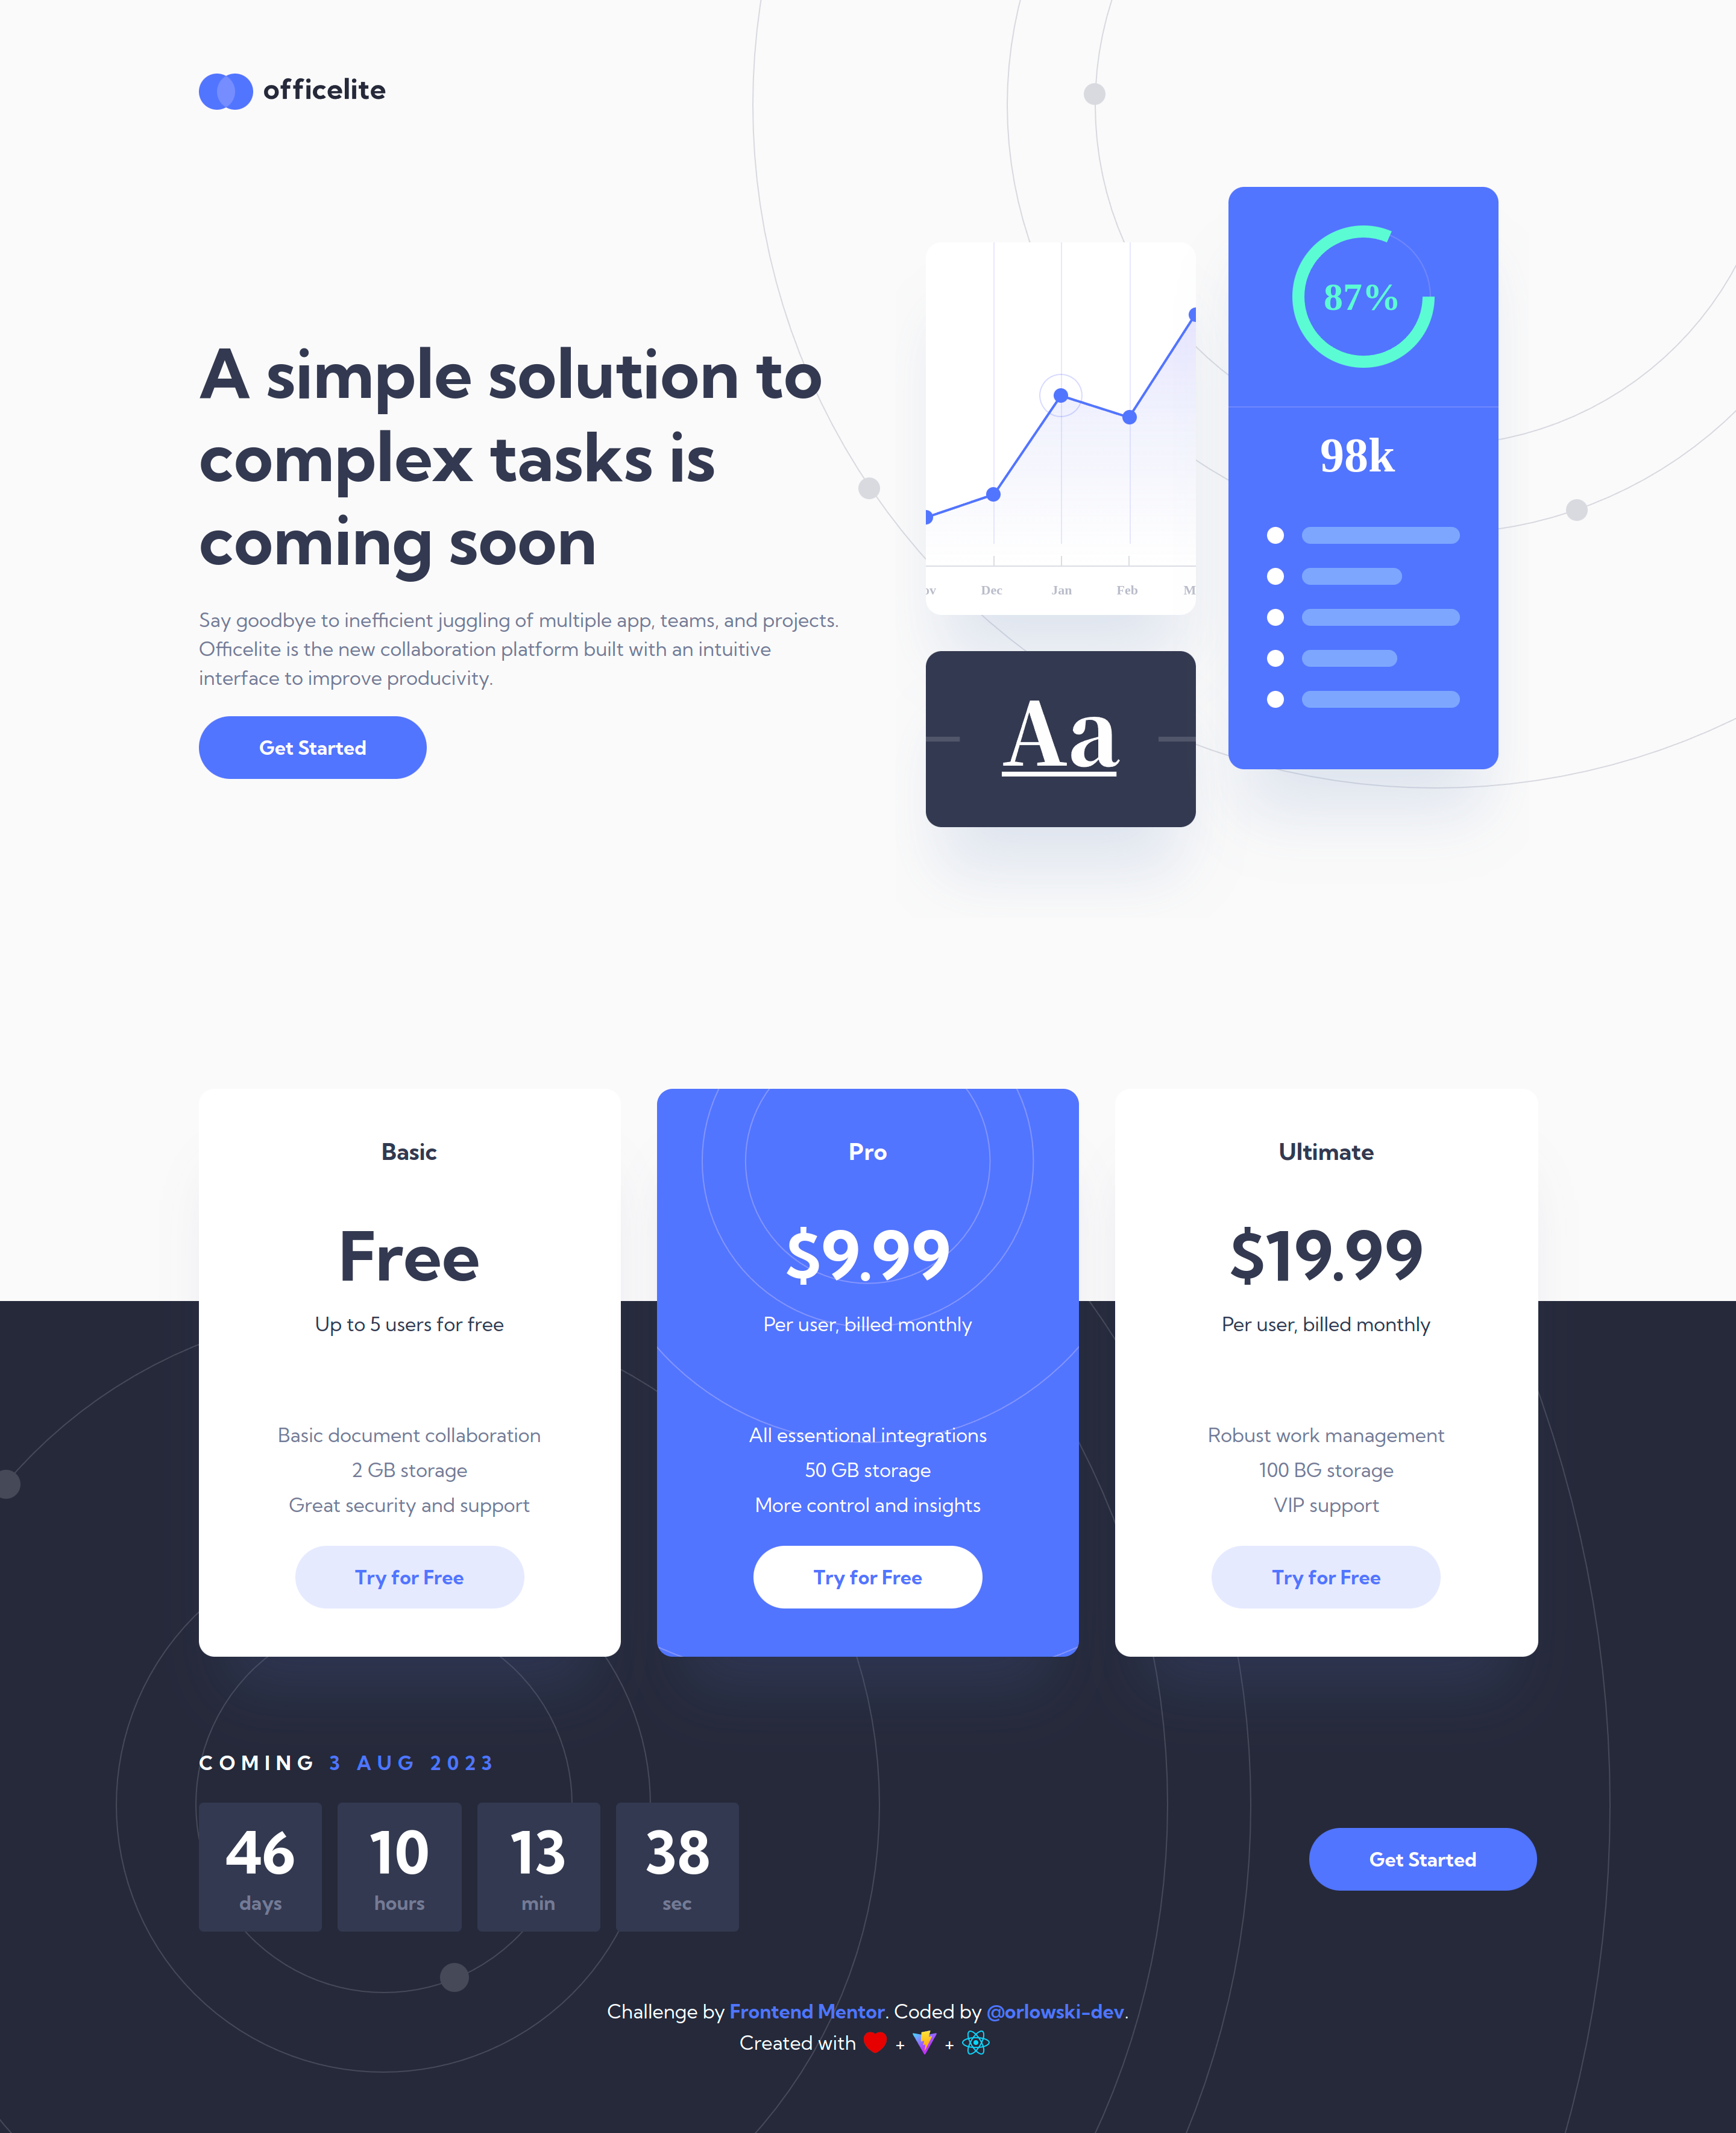 officelite
A simple solution to
complex tasks is
coming soon
Say goodbye to inefficient juggling of multiple app, teams, and projects.
Officelite is the new collaboration platform built with an intuitive
interface to improve producivity.
Get Started
87%
98k
ov Dec Jan Feb M
Aa
Basic
Free
Up to 5 users for free
Basic document collaboration
2 GB storage
Great security and support
Try for Free
Pro
$9.99
Per user, billed monthly
All essentional integrations
50 GB storage
More control and insights
Try for Free
Ultimate
$19.99
Per user, billed monthly
Robust work management
100 BG storage
VIP support
Try for Free
COMING 3 AUG 2023
46 10 13 38
days hours min sec
Get Started
Challenge by Frontend Mentor. Coded by @orlowski-dev.
Created with + +